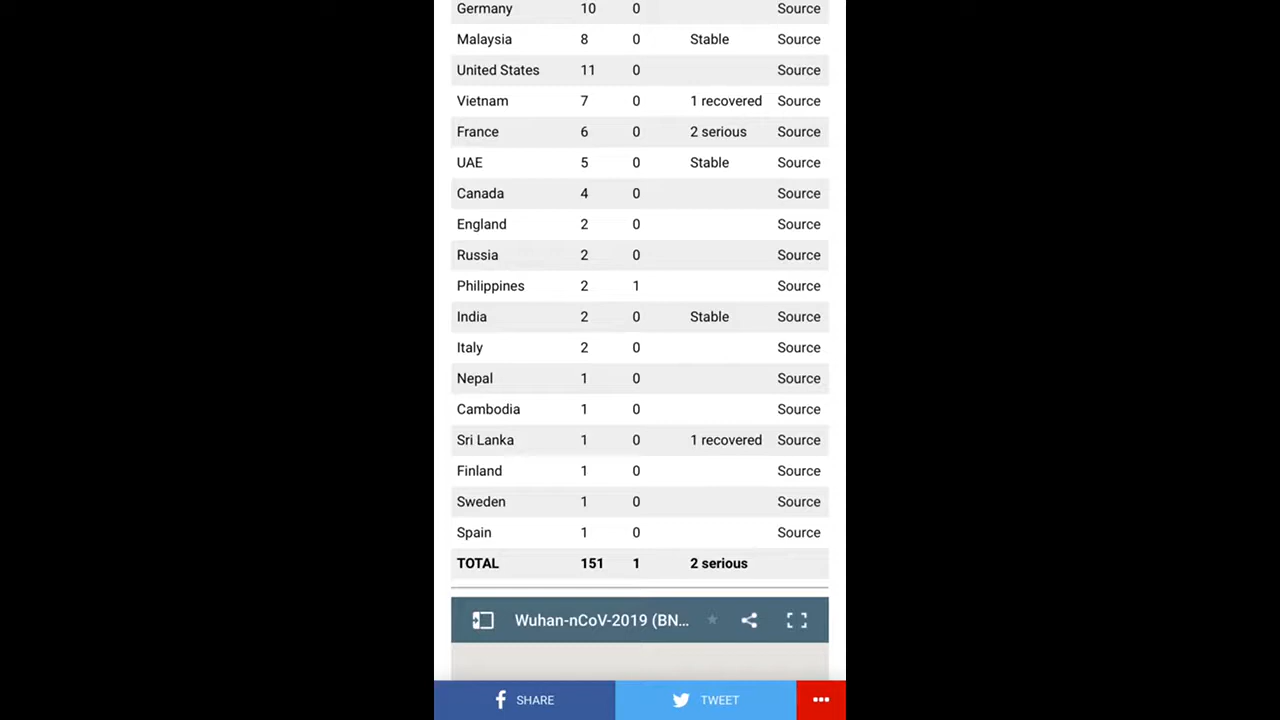 Germany 10 0 Source
Malaysia 8 0 Stable Source
United States 11 0 Source
Vietnam 7 0 1 recovered Source
France 6 0 2 serious Source
UAE 5 0 Stable Source
Canada 4 0 Source
England 2 0 Source
Russia 2 0 Source
Philippines 2 1 Source
India 2 0 Stable Source
Italy 2 0 Source
Nepal 1 0 Source
Cambodia 1 0 Source
Sri Lanka 1 0 1 recovered Source
Finland 1 0 Source
Sweden 1 0 Source
Spain 1 0 Source
TOTAL 151 1 2 serious
Wuhan-nCoV-2019 (BN...
SHARE TWEET